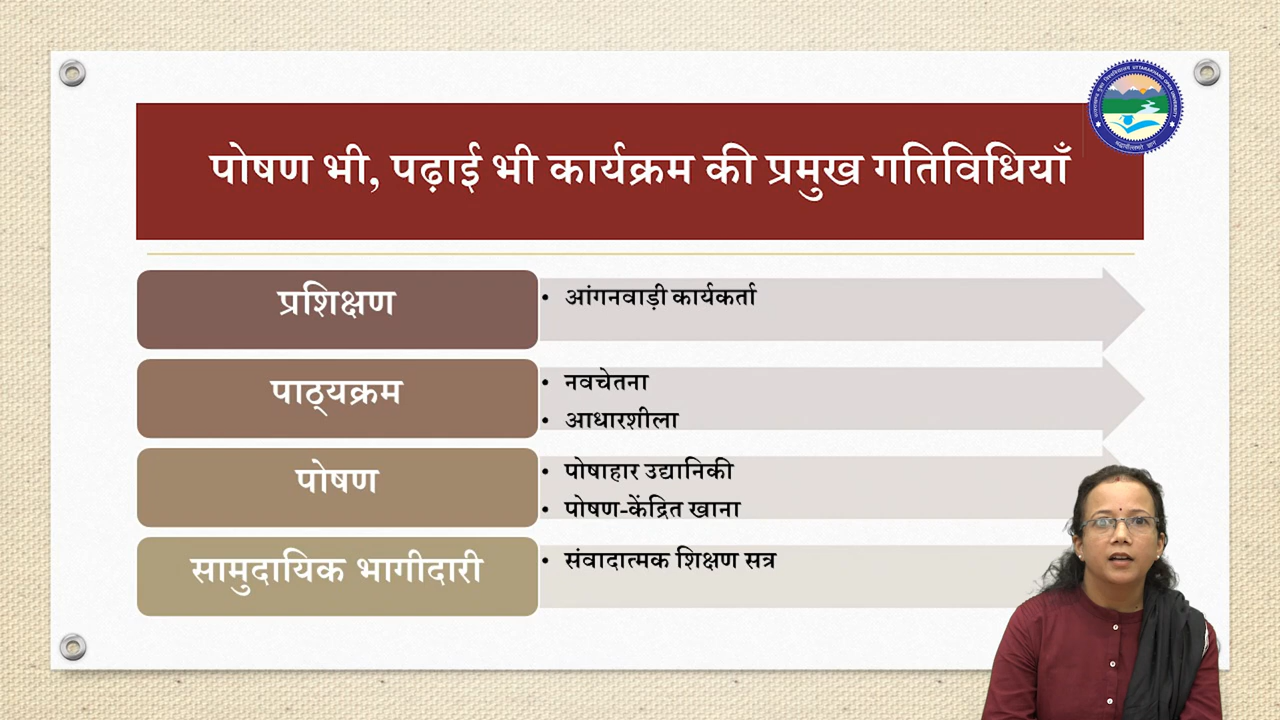 पोषण भी, पढ़ाई भी कार्यक्रम की प्रमुख गतिविधियाँ
प्रशिक्षण
• आंगनवाड़ी कार्यकर्ता
पाठ्यक्रम
• नवचेतना
• आधारशीला
पोषण
• पोषाहार उद्यानिकी
• पोषण-केंद्रित खाना
सामुदायिक भागीदारी
• संवादात्मक शिक्षण सत्र